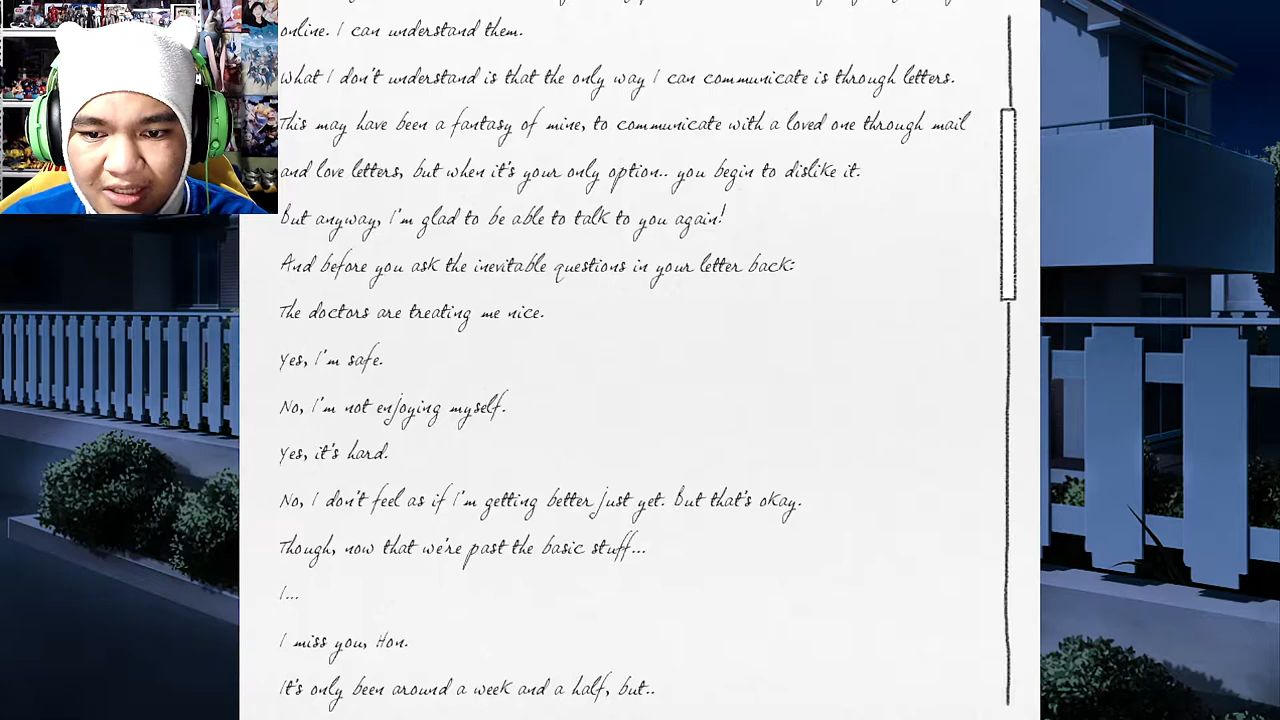 online. I can understand them.
What I don't understand is that the only way I can communicate is through letters.
This may have been a fantasy of mine, to communicate with a loved one through mail
and love letters, but when it's your only option.. you begin to dislike it.
But anyway, I'm glad to be able to talk to you again!
And before you ask the inevitable questions in your letter back:
The doctors are treating me nice.
Yes, I'm safe.
No, I'm not enjoying myself.
Yes, it's hard.
No, I don't feel as if I'm getting better just yet. But that's okay.
Though, now that we're past the basic stuff...
I...
I miss you, Hon.
It's only been around a week and a half, but..